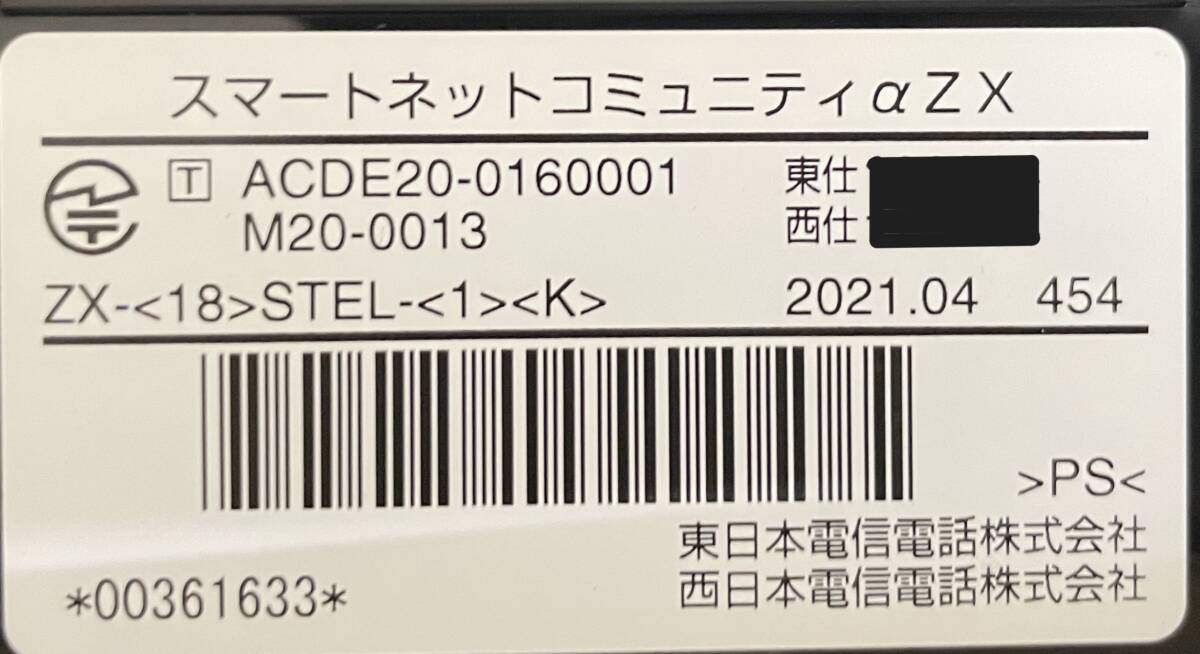 スマートネットコミュニティαZX
T ACDE20-0160001 東仕
M20-0013 西仕
ZX-<18>STEL-<1><K> 2021.04 454
>PS<
東日本電信電話株式会社
西日本電信電話株式会社
*00361633*